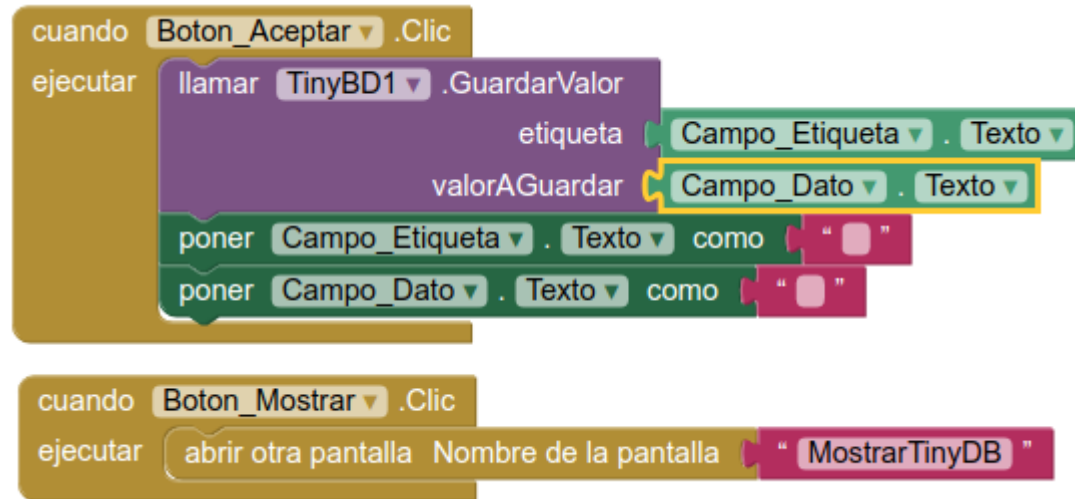 cuando Boton_Aceptar .Clic
ejecutar llamar TinyBD1 .GuardarValor
etiqueta Campo_Etiqueta . Texto
valorAGuardar Campo_Dato . Texto
poner Campo_Etiqueta . Texto como " "
poner Campo_Dato . Texto como " "
cuando Boton_Mostrar .Clic
ejecutar abrir otra pantalla Nombre de la pantalla " MostrarTinyDB "